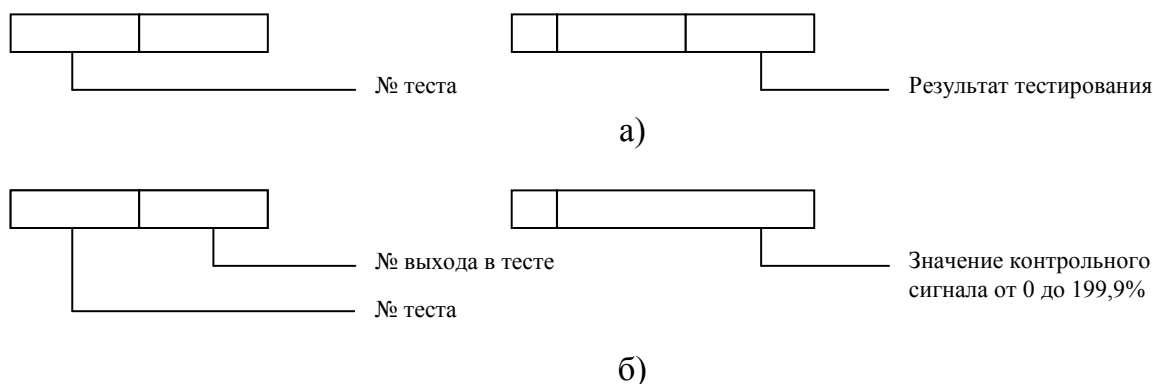 № теста
Результат тестирования
а)
№ выхода в тесте
№ теста
Значение контрольного
сигнала от 0 до 199,9%
б)